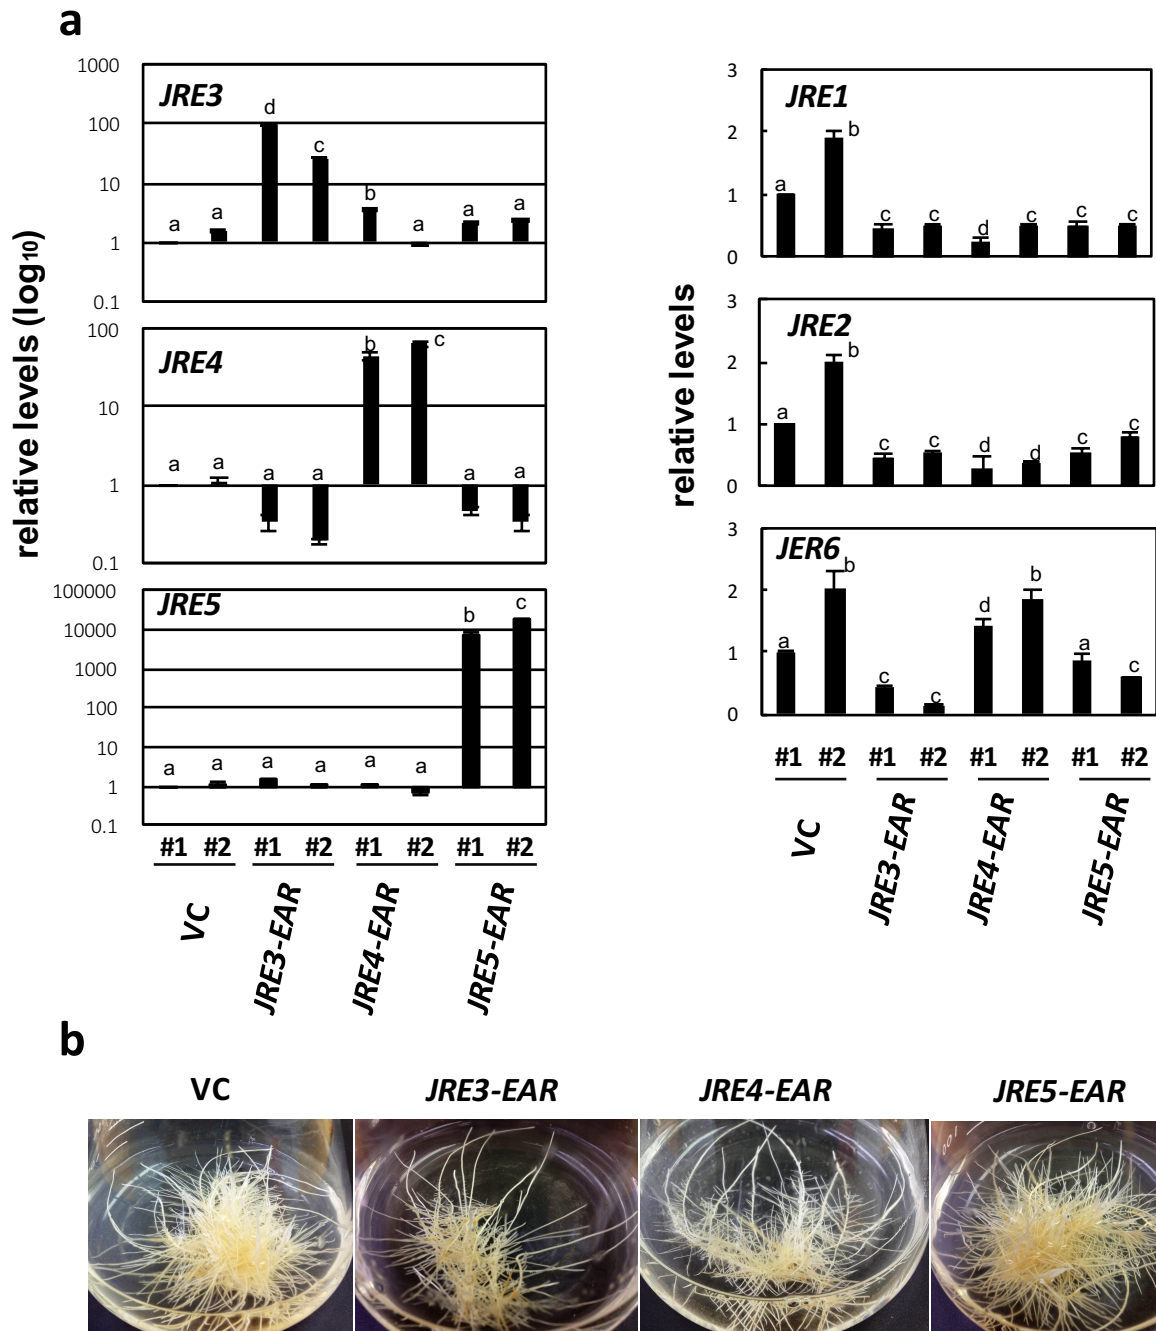 a
relative levels (log10)
JRE3
1000
100
10
1
0.1
a
a
d
c
b
a
a
a
JRE4
100
10
1
0.1
a
a
a
a
b
c
a
a
JRE5
100000
10000
1000
100
10
1
0.1
a
a
a
a
a
a
b
c
#1 #2 #1 #2 #1 #2 #1 #2
VC
JRE3-EAR
JRE4-EAR
JRE5-EAR
relative levels
JRE1
3
2
1
0
a
b
c
c
d
c
c
c
JRE2
3
2
1
0
a
b
c
c
d
d
c
c
JER6
3
2
1
0
a
b
c
c
d
b
a
c
#1 #2 #1 #2 #1 #2 #1 #2
VC
JRE3-EAR
JRE4-EAR
JRE5-EAR
b
VC
JRE3-EAR
JRE4-EAR
JRE5-EAR